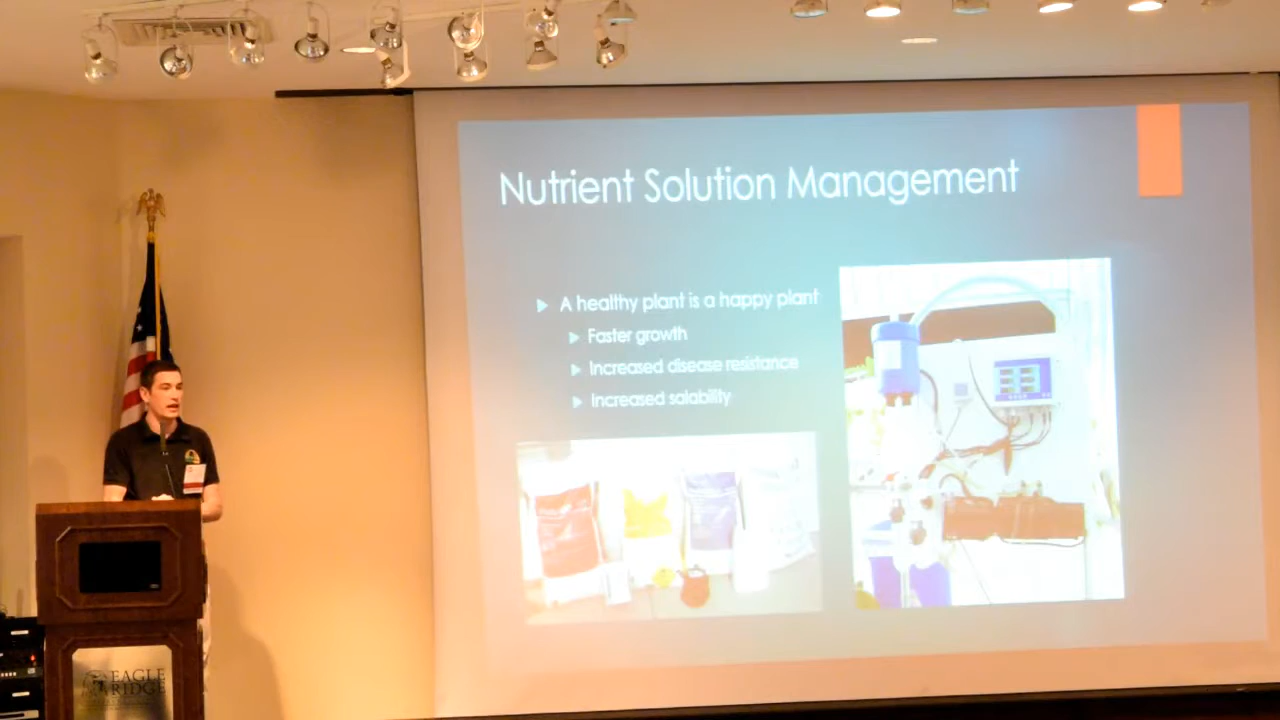 Nutrient Solution Management
A healthy plant is a happy plant
Faster growth
Increased disease resistance
Increased salability
EAGLE
RIDGE